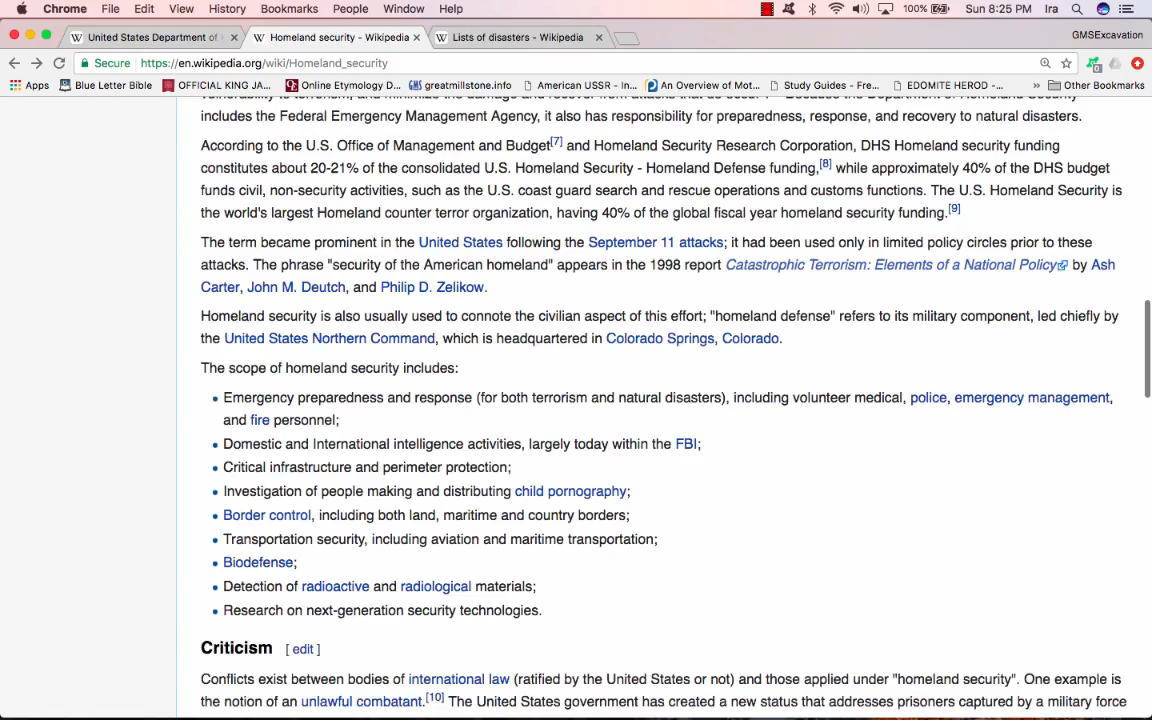 Chrome File Edit View History Bookmarks People Window Help 100% Sun 8:25 PM Ira
United States Department of Homeland security - Wikipedia Lists of disasters - Wikipedia GMSExcavation
Secure https://en.wikipedia.org/wiki/Homeland_security
Apps Blue Letter Bible OFFICIAL KING JA... Online Etymology D... greatmillstone.info American USSR - In... An Overview of Mot... Study Guides - Fre... EDOMITE HEROD - ... » Other Bookmarks
vulnerability to terrorism, and minimize the damage and recover from attacks that do occur. Because the Department of Homeland Security
includes the Federal Emergency Management Agency, it also has responsibility for preparedness, response, and recovery to natural disasters.
According to the U.S. Office of Management and Budget[7] and Homeland Security Research Corporation, DHS Homeland security funding
constitutes about 20-21% of the consolidated U.S. Homeland Security - Homeland Defense funding,[8] while approximately 40% of the DHS budget
funds civil, non-security activities, such as the U.S. coast guard search and rescue operations and customs functions. The U.S. Homeland Security is
the world's largest Homeland counter terror organization, having 40% of the global fiscal year homeland security funding.[9]
The term became prominent in the United States following the September 11 attacks; it had been used only in limited policy circles prior to these
attacks. The phrase "security of the American homeland" appears in the 1998 report Catastrophic Terrorism: Elements of a National Policy by Ash
Carter, John M. Deutch, and Philip D. Zelikow.
Homeland security is also usually used to connote the civilian aspect of this effort; "homeland defense" refers to its military component, led chiefly by
the United States Northern Command, which is headquartered in Colorado Springs, Colorado.
The scope of homeland security includes:
• Emergency preparedness and response (for both terrorism and natural disasters), including volunteer medical, police, emergency management,
and fire personnel;
• Domestic and International intelligence activities, largely today within the FBI;
• Critical infrastructure and perimeter protection;
• Investigation of people making and distributing child pornography;
• Border control, including both land, maritime and country borders;
• Transportation security, including aviation and maritime transportation;
• Biodefense;
• Detection of radioactive and radiological materials;
• Research on next-generation security technologies.
Criticism [ edit ]
Conflicts exist between bodies of international law (ratified by the United States or not) and those applied under "homeland security". One example is
the notion of an unlawful combatant.[10] The United States government has created a new status that addresses prisoners captured by a military force